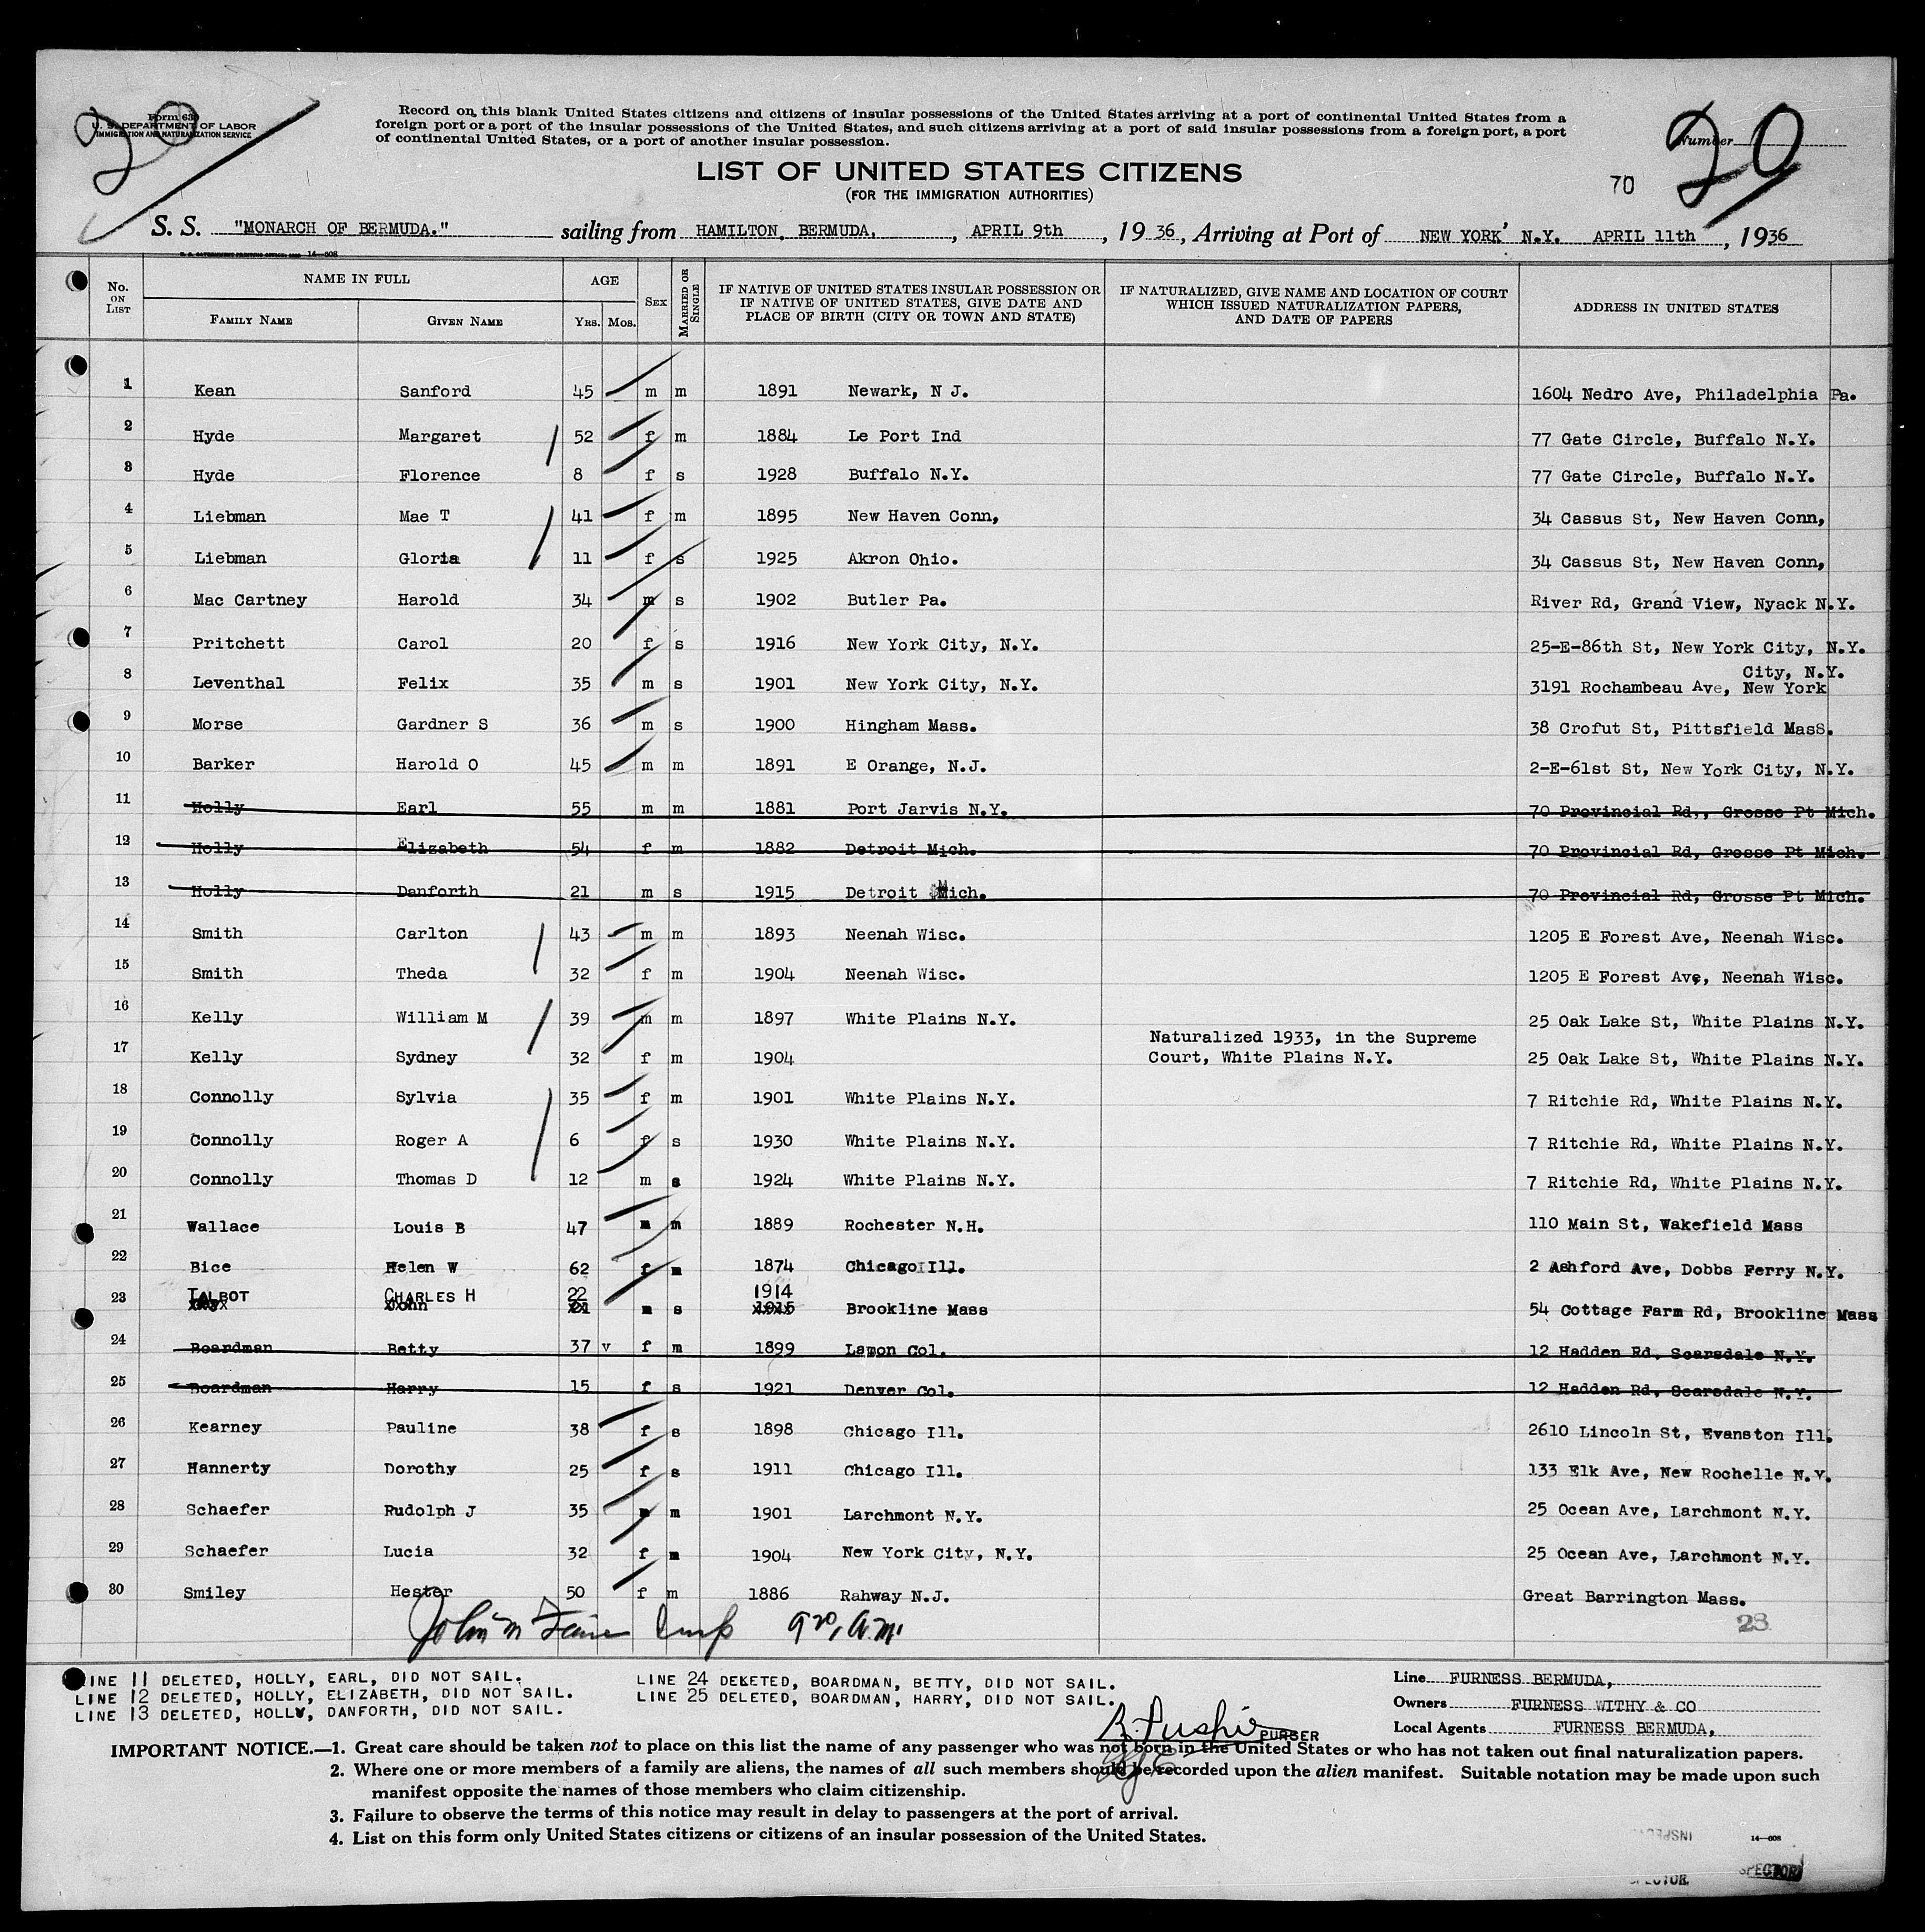 20
Form 630
U. S. DEPARTMENT OF LABOR
IMMIGRATION AND NATURALIZATION SERVICE
Record on this blank United States citizens and citizens of insular possessions of the United States arriving at a port of continental United States from a
foreign port or a port of the insular possessions of the United States, and such citizens arriving at a port of said insular possessions from a foreign port, a port
of continental United States, or a port of another insular possession.
Number 20
LIST OF UNITED STATES CITIZENS
(FOR THE IMMIGRATION AUTHORITIES)
70
S. S. "MONARCH OF BERMUDA." sailing from HAMILTON, BERMUDA, , APRIL 9th , 19 36, Arriving at Port of NEW YORK' N.Y. APRIL 11th , 1936
U. S. GOVERNMENT PRINTING OFFICE: 14—608
No. ON LIST NAME IN FULL FAMILY NAME GIVEN NAME AGE YRS. MOS. SEX MARRIED OR SINGLE IF NATIVE OF UNITED STATES INSULAR POSSESSION OR IF NATIVE OF UNITED STATES, GIVE DATE AND PLACE OF BIRTH (CITY OR TOWN AND STATE) IF NATURALIZED, GIVE NAME AND LOCATION OF COURT WHICH ISSUED NATURALIZATION PAPERS, AND DATE OF PAPERS ADDRESS IN UNITED STATES
1 Kean Sanford 45 m m 1891 Newark, N J. 1604 Nedro Ave, Philadelphia Pa.
2 Hyde Margaret 52 f m 1884 Le Port Ind 77 Gate Circle, Buffalo N.Y.
3 Hyde Florence 8 f s 1928 Buffalo N.Y. 77 Gate Circle, Buffalo N.Y.
4 Liebman Mae T 41 f m 1895 New Haven Conn, 34 Cassus St, New Haven Conn,
5 Liebman Gloria 11 f s 1925 Akron Ohio. 34 Cassus St, New Haven Conn,
6 Mac Cartney Harold 34 m s 1902 Butler Pa. River Rd, Grand View, Nyack N.Y.
7 Pritchett Carol 20 f s 1916 New York City, N.Y. 25-E-86th St, New York City, N.Y.
8 Leventhal Felix 35 m s 1901 New York City, N.Y. 3191 Rochambeau Ave, New York City, N.Y.
9 Morse Gardner S 36 m s 1900 Hingham Mass. 38 Crofut St, Pittsfield Mass.
10 Barker Harold O 45 m m 1891 E Orange, N.J. 2-E-61st St, New York City, N.Y.
11 Holly Earl 55 m m 1881 Port Jarvis N.Y. 70 Provincial Rd,, Grosse Pt Mich.
12 Holly Elizabeth 54 f m 1882 Detroit Mich. 70 Provincial Rd, Grosse Pt Mich.
13 Holly Danforth 21 m s 1915 Detroit Mich. 70 Provincial Rd, Grosse Pt Mich.
14 Smith Carlton 43 m m 1893 Neenah Wisc. 1205 E Forest Ave, Neenah Wisc.
15 Smith Theda 32 f m 1904 Neenah Wisc. 1205 E Forest Ave, Neenah Wisc.
16 Kelly William M 39 m m 1897 White Plains N.Y. 25 Oak Lake St, White Plains N.Y.
17 Kelly Sydney 32 f m 1904 Naturalized 1933, in the Supreme Court, White Plains N.Y. 25 Oak Lake St, White Plains N.Y.
18 Connolly Sylvia 35 f m 1901 White Plains N.Y. 7 Ritchie Rd, White Plains N.Y.
19 Connolly Roger A 6 f s 1930 White Plains N.Y. 7 Ritchie Rd, White Plains N.Y.
20 Connolly Thomas D 12 m s 1924 White Plains N.Y. 7 Ritchie Rd, White Plains N.Y.
21 Wallace Louis B 47 m m 1889 Rochester N.H. 110 Main St, Wakefield Mass
22 Bice Helen W 62 f m 1874 Chicago Ill. 2 Ashford Ave, Dobbs Ferry N.Y.
23 TALBOT CHARLES H 22 m s 1914 Brookline Mass 54 Cottage Farm Rd, Brookline Mass
John 21 1915
24 Boardman Betty 37 v f m 1899 Lamon Col. 12 Hadden Rd, Scarsdale N.Y.
25 Boardman Harry 15 f s 1921 Denver Col. 12 Hadden Rd, Scarsdale N.Y.
26 Kearney Pauline 38 f s 1898 Chicago Ill. 2610 Lincoln St, Evanston Ill.
27 Hannerty Dorothy 25 f s 1911 Chicago Ill. 133 Elk Ave, New Rochelle N.Y.
28 Schaefer Rudolph J 35 m m 1901 Larchmont N.Y. 25 Ocean Ave, Larchmont N.Y.
29 Schaefer Lucia 32 f m 1904 New York City, N.Y. 25 Ocean Ave, Larchmont N.Y.
30 Smiley Hester 50 f m 1886 Rahway N.J. Great Barrington Mass.
John Insp A.M. 23
LINE 11 DELETED, HOLLY, EARL, DID NOT SAIL.
LINE 12 DELETED, HOLLY, ELIZABETH, DID NOT SAIL.
LINE 13 DELETED, HOLLY, DANFORTH, DID NOT SAIL.
LINE 24 DEKETED, BOARDMAN, BETTY, DID NOT SAIL.
LINE 25 DELETED, BOARDMAN, HARRY, DID NOT SAIL.
PURSER
Line FURNESS BERMUDA,
Owners FURNESS WITHY & CO
Local Agents FURNESS BERMUDA,
IMPORTANT NOTICE.—1. Great care should be taken not to place on this list the name of any passenger who was not born in the United States or who has not taken out final naturalization papers.
2. Where one or more members of a family are aliens, the names of all such members should be recorded upon the alien manifest. Suitable notation may be made upon such
manifest opposite the names of those members who claim citizenship.
3. Failure to observe the terms of this notice may result in delay to passengers at the port of arrival.
4. List on this form only United States citizens or citizens of an insular possession of the United States.
14—608